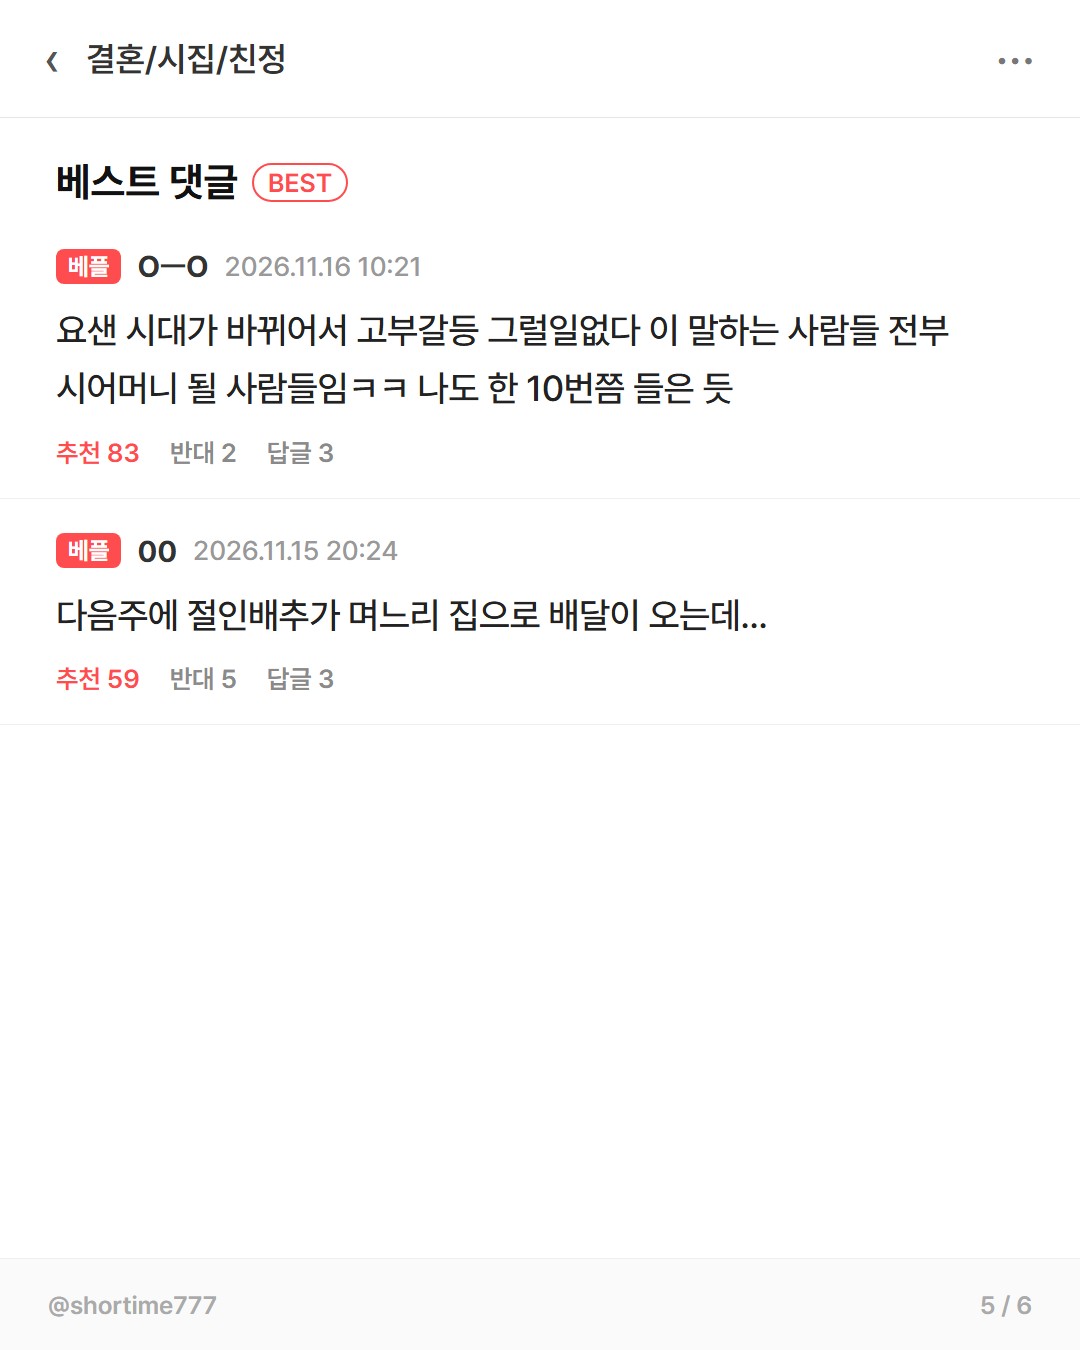 결혼/시집/친정
베스트 댓글 BEST
베플 O—O 2026.11.16 10:21
요샌 시대가 바뀌어서 고부갈등 그럴일없다 이 말하는 사람들 전부
시어머니 될 사람들임ㅋㅋ 나도 한 10번쯤 들은 듯
추천 83 반대 2 답글 3
베플 00 2026.11.15 20:24
다음주에 절인배추가 며느리 집으로 배달이 오는데...
추천 59 반대 5 답글 3
@shortime777
5 / 6